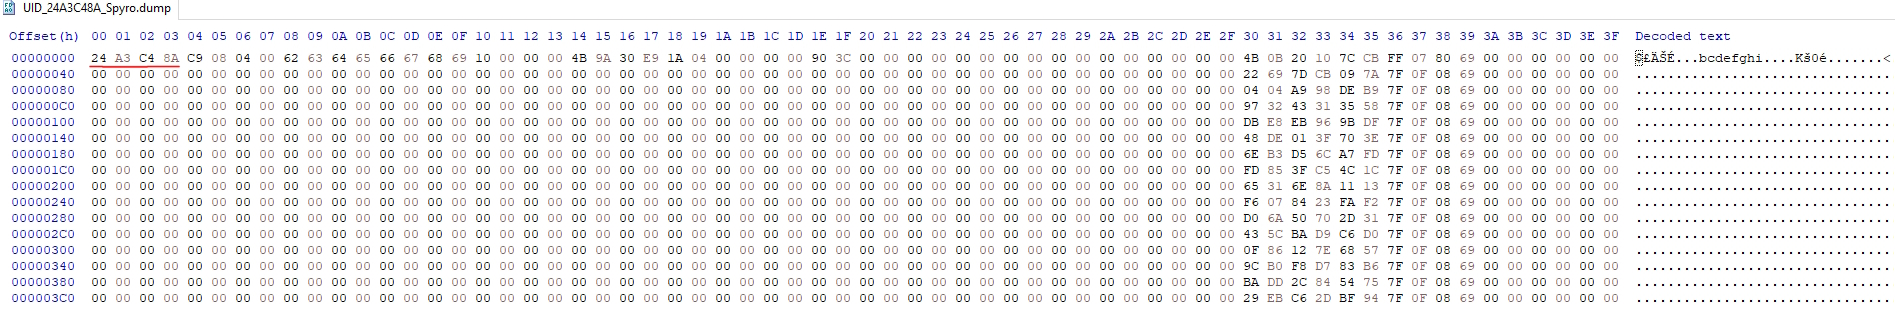 UID_24A3C48A_Spyro.dump
Offset(h) 00 01 02 03 04 05 06 07 08 09 0A 0B 0C 0D 0E 0F 10 11 12 13 14 15 16 17 18 19 1A 1B 1C 1D 1E 1F 20 21 22 23 24 25 26 27 28 29 2A 2B 2C 2D 2E 2F 30 31 32 33 34 35 36 37 38 39 3A 3B 3C 3D 3E 3F Decoded text
00000000 24 A3 C4 8A C9 08 04 00 62 63 64 65 66 67 68 69 10 00 00 00 4B 9A 30 E9 1A 04 00 00 00 00 90 3C 00 00 00 00 00 00 00 00 00 00 00 00 00 00 00 00 4B 0B 20 10 7C CB FF 07 80 69 00 00 00 00 00 00 $£ÄŠÉ...bcdefghi....Kš0é.......<
00000040 00 00 00 00 00 00 00 00 00 00 00 00 00 00 00 00 00 00 00 00 00 00 00 00 00 00 00 00 00 00 00 00 00 00 00 00 00 00 00 00 00 00 00 00 00 00 00 00 22 69 7D CB 09 7A 7F 0F 08 69 00 00 00 00 00 00 ................................
00000080 00 00 00 00 00 00 00 00 00 00 00 00 00 00 00 00 00 00 00 00 00 00 00 00 00 00 00 00 00 00 00 00 00 00 00 00 00 00 00 00 00 00 00 00 00 00 00 00 04 04 A9 98 DE B9 7F 0F 08 69 00 00 00 00 00 00 ................................
000000C0 00 00 00 00 00 00 00 00 00 00 00 00 00 00 00 00 00 00 00 00 00 00 00 00 00 00 00 00 00 00 00 00 00 00 00 00 00 00 00 00 00 00 00 00 00 00 00 00 97 32 43 31 35 58 7F 0F 08 69 00 00 00 00 00 00 ................................
00000100 00 00 00 00 00 00 00 00 00 00 00 00 00 00 00 00 00 00 00 00 00 00 00 00 00 00 00 00 00 00 00 00 00 00 00 00 00 00 00 00 00 00 00 00 00 00 00 00 DB E8 EB 96 9B DF 7F 0F 08 69 00 00 00 00 00 00 ................................
00000140 00 00 00 00 00 00 00 00 00 00 00 00 00 00 00 00 00 00 00 00 00 00 00 00 00 00 00 00 00 00 00 00 00 00 00 00 00 00 00 00 00 00 00 00 00 00 00 00 48 DE 01 3F 70 3E 7F 0F 08 69 00 00 00 00 00 00 ................................
00000180 00 00 00 00 00 00 00 00 00 00 00 00 00 00 00 00 00 00 00 00 00 00 00 00 00 00 00 00 00 00 00 00 00 00 00 00 00 00 00 00 00 00 00 00 00 00 00 00 6E B3 D5 6C A7 FD 7F 0F 08 69 00 00 00 00 00 00 ................................
000001C0 00 00 00 00 00 00 00 00 00 00 00 00 00 00 00 00 00 00 00 00 00 00 00 00 00 00 00 00 00 00 00 00 00 00 00 00 00 00 00 00 00 00 00 00 00 00 00 00 FD 85 3F C5 4C 1C 7F 0F 08 69 00 00 00 00 00 00 ................................
00000200 00 00 00 00 00 00 00 00 00 00 00 00 00 00 00 00 00 00 00 00 00 00 00 00 00 00 00 00 00 00 00 00 00 00 00 00 00 00 00 00 00 00 00 00 00 00 00 00 65 31 6E 8A 11 13 7F 0F 08 69 00 00 00 00 00 00 ................................
00000240 00 00 00 00 00 00 00 00 00 00 00 00 00 00 00 00 00 00 00 00 00 00 00 00 00 00 00 00 00 00 00 00 00 00 00 00 00 00 00 00 00 00 00 00 00 00 00 00 F6 07 84 23 FA F2 7F 0F 08 69 00 00 00 00 00 00 ................................
00000280 00 00 00 00 00 00 00 00 00 00 00 00 00 00 00 00 00 00 00 00 00 00 00 00 00 00 00 00 00 00 00 00 00 00 00 00 00 00 00 00 00 00 00 00 00 00 00 00 D0 6A 50 70 2D 31 7F 0F 08 69 00 00 00 00 00 00 ................................
000002C0 00 00 00 00 00 00 00 00 00 00 00 00 00 00 00 00 00 00 00 00 00 00 00 00 00 00 00 00 00 00 00 00 00 00 00 00 00 00 00 00 00 00 00 00 00 00 00 00 43 5C BA D9 C6 D0 7F 0F 08 69 00 00 00 00 00 00 ................................
00000300 00 00 00 00 00 00 00 00 00 00 00 00 00 00 00 00 00 00 00 00 00 00 00 00 00 00 00 00 00 00 00 00 00 00 00 00 00 00 00 00 00 00 00 00 00 00 00 00 0F 86 12 7E 68 57 7F 0F 08 69 00 00 00 00 00 00 ................................
00000340 00 00 00 00 00 00 00 00 00 00 00 00 00 00 00 00 00 00 00 00 00 00 00 00 00 00 00 00 00 00 00 00 00 00 00 00 00 00 00 00 00 00 00 00 00 00 00 00 9C B0 F8 D7 83 B6 7F 0F 08 69 00 00 00 00 00 00 ................................
00000380 00 00 00 00 00 00 00 00 00 00 00 00 00 00 00 00 00 00 00 00 00 00 00 00 00 00 00 00 00 00 00 00 00 00 00 00 00 00 00 00 00 00 00 00 00 00 00 00 BA DD 2C 84 54 75 7F 0F 08 69 00 00 00 00 00 00 ................................
000003C0 00 00 00 00 00 00 00 00 00 00 00 00 00 00 00 00 00 00 00 00 00 00 00 00 00 00 00 00 00 00 00 00 00 00 00 00 00 00 00 00 00 00 00 00 00 00 00 00 29 EB C6 2D BF 94 7F 0F 08 69 00 00 00 00 00 00 ................................